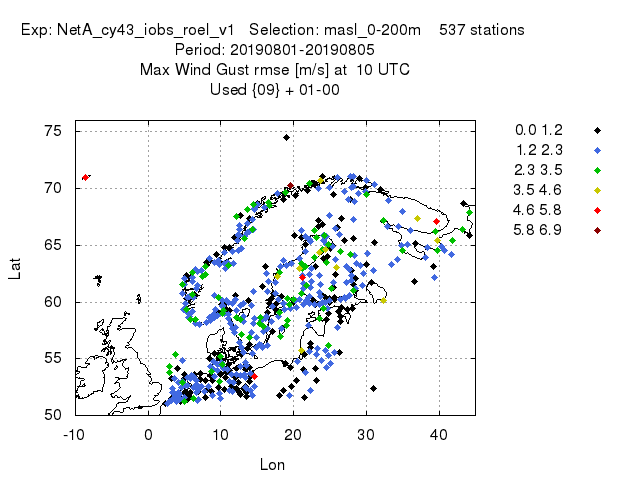 Exp: NetA_cy43_iobs_roel_v1 Selection: masl_0-200m 537 stations
Period: 20190801-20190805
Max Wind Gust rmse [m/s] at 10 UTC
Used {09} + 01-00
75
70
65
60
55
50
-10 0 10 20 30 40
Lat
Lon
0.0 1.2
1.2 2.3
2.3 3.5
3.5 4.6
4.6 5.8
5.8 6.9